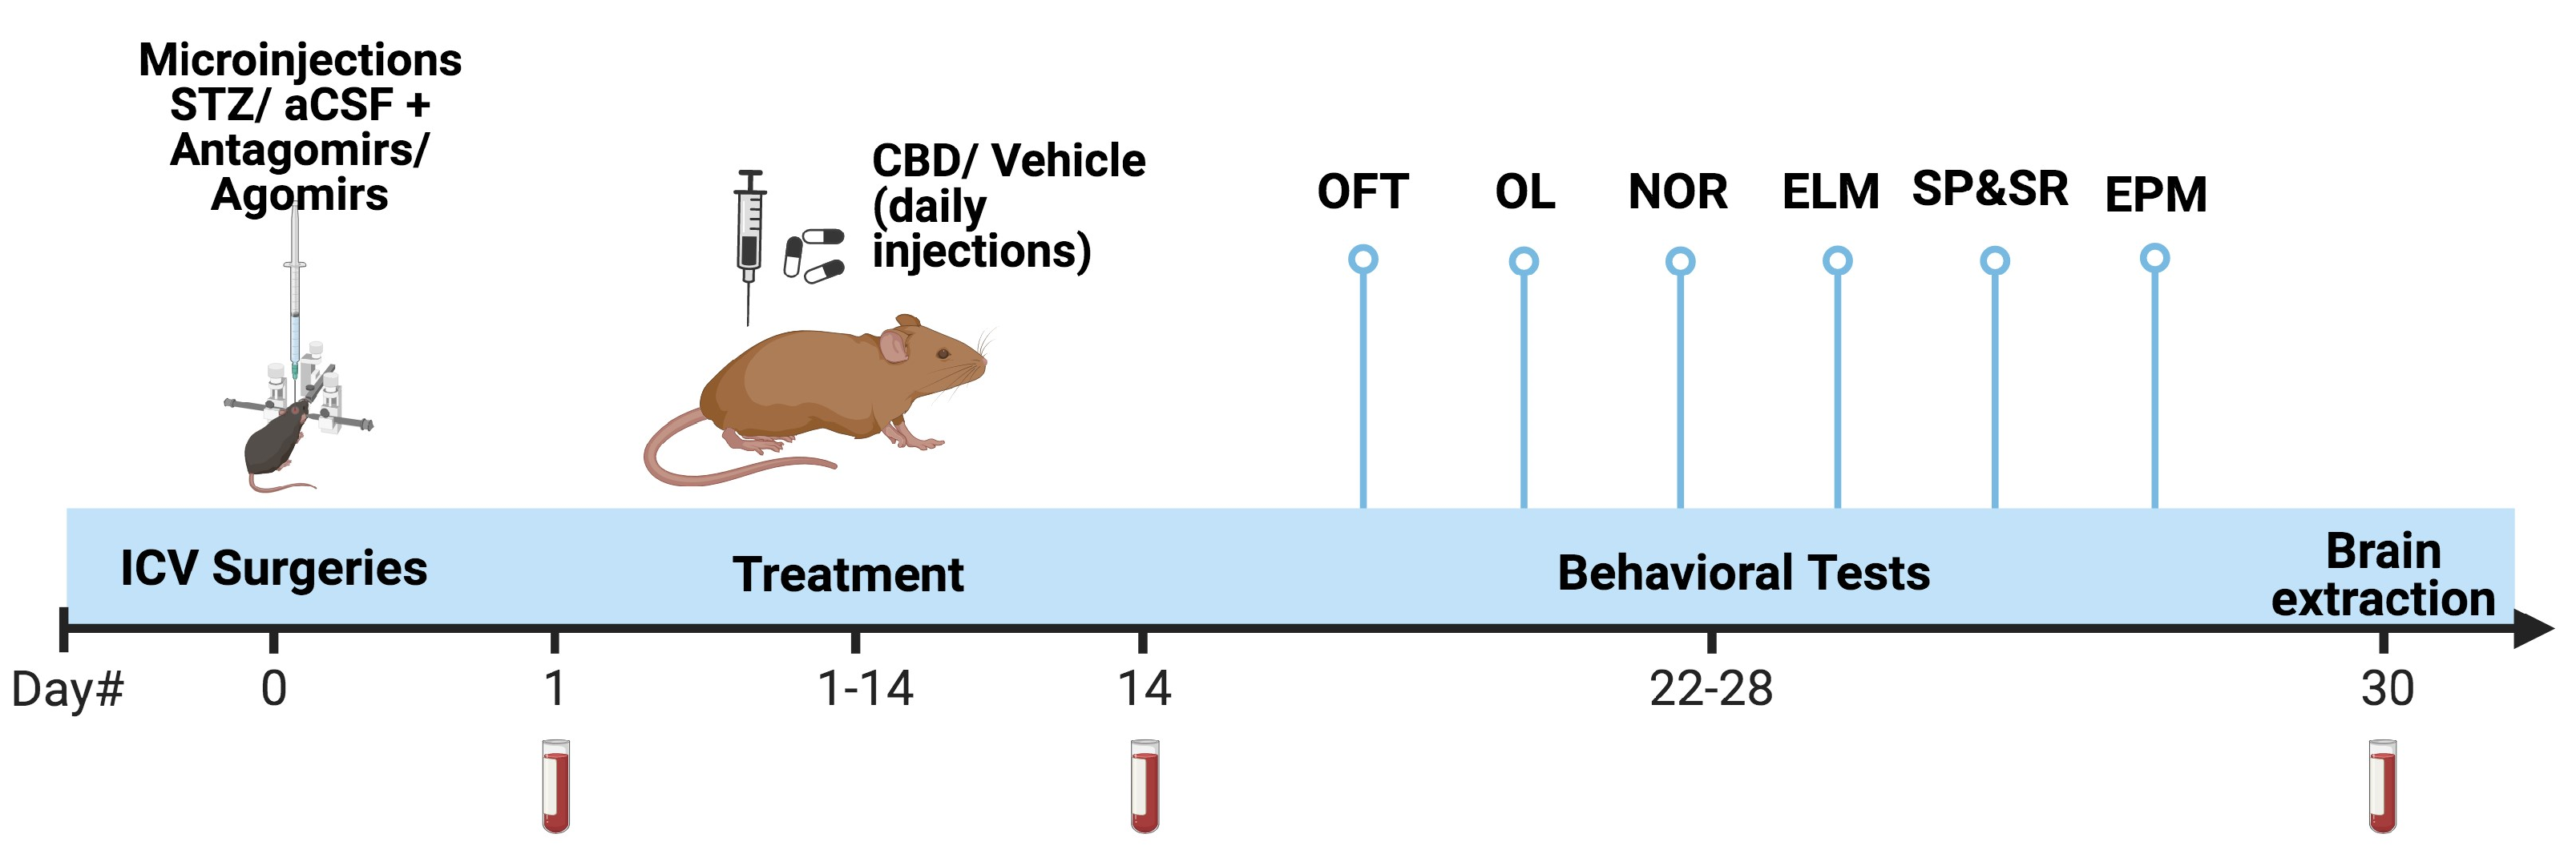 Microinjections
STZ/ aCSF +
Antagomirs/
Agomirs
CBD/ Vehicle
(daily
injections)
OFT
OL
NOR
ELM
SP&SR
EPM
ICV Surgeries
Treatment
Behavioral Tests
Brain
extraction
Day#
0
1
1-14
14
22-28
30